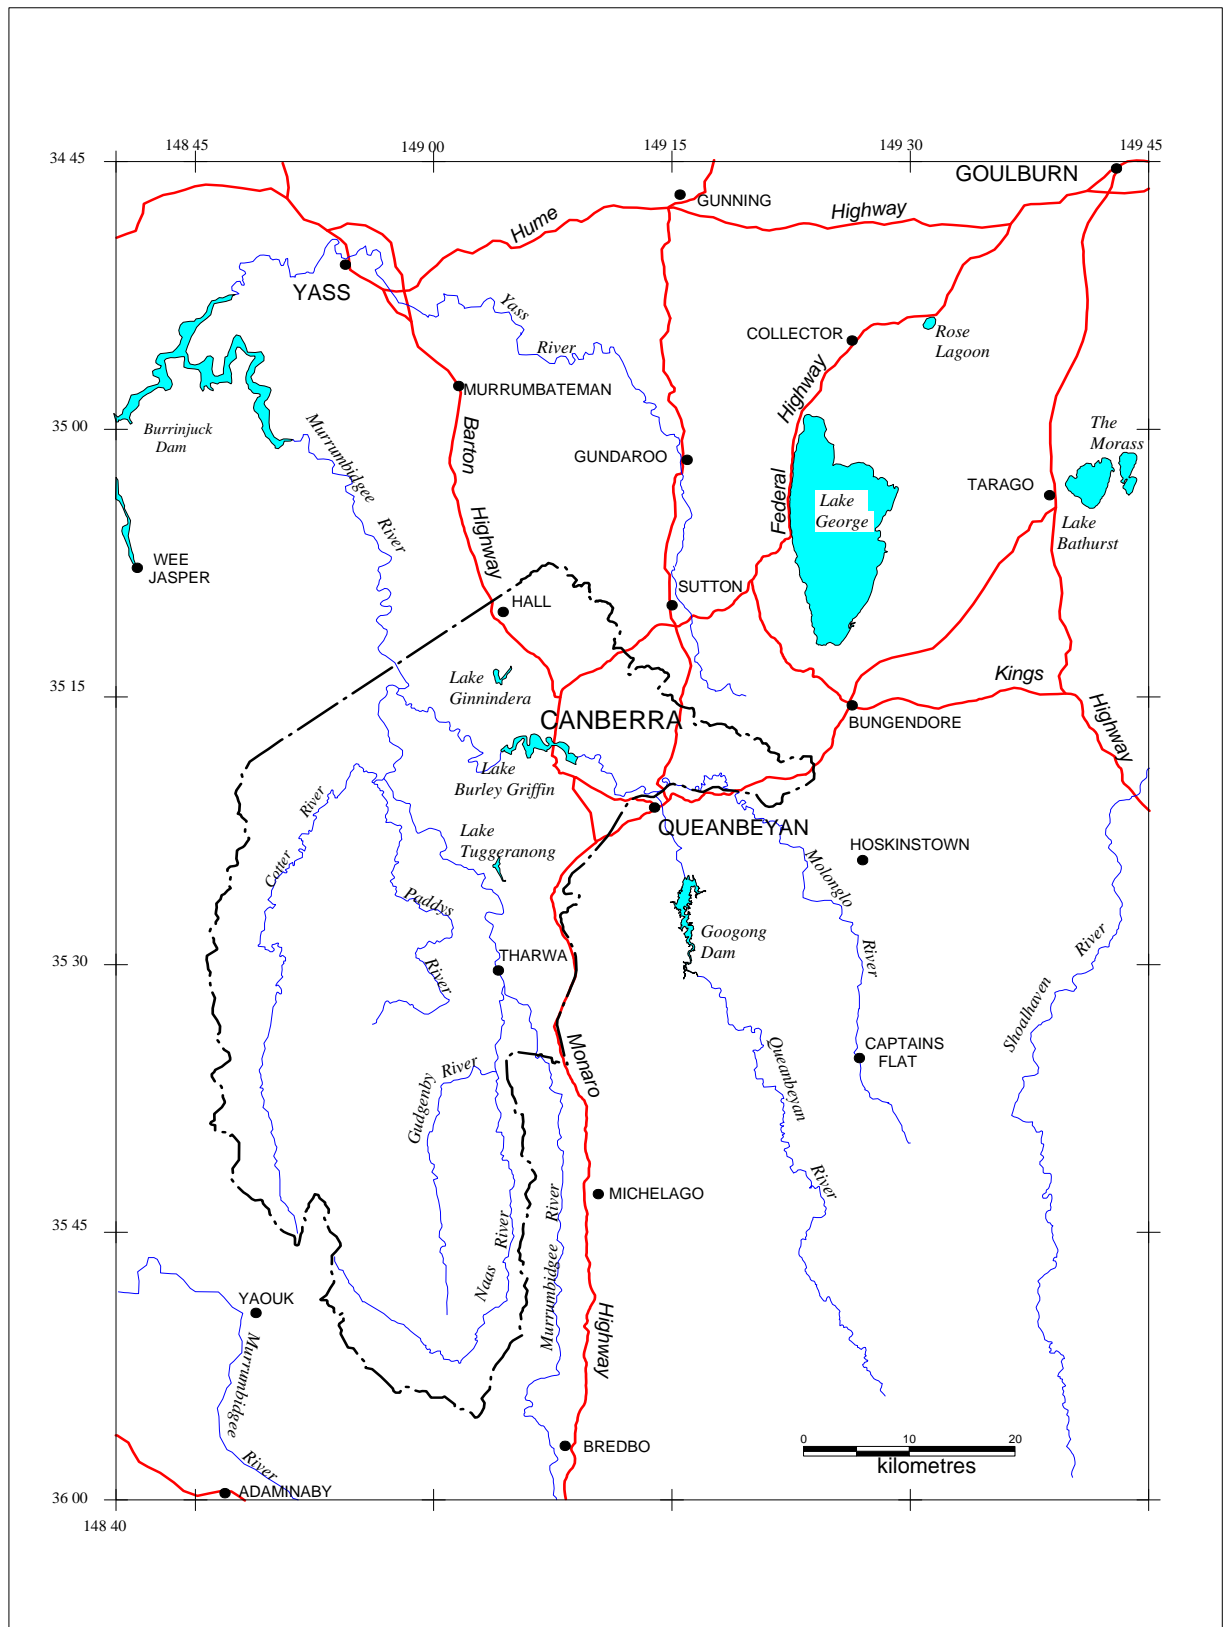 148 45
149 00
149 15
149 30
149 45
34 45
GOULBURN
GUNNING
Hume
Highway
YASS
Yass
River
COLLECTOR
Rose
Lagoon
Highway
MURRUMBATEMAN
35 00
Burrinjuck
Dam
Murrumbidgee
River
Barton
Highway
GUNDAROO
The
Morass
TARAGO
Federal
Lake
George
Lake
Bathurst
WEE
JASPER
HALL
SUTTON
35 15
Lake
Ginnindera
Kings
Highway
CANBERRA
BUNGENDORE
Lake
Burley Griffin
River
Cotter
QUEANBEYAN
Lake
Tuggeranong
HOSKINSTOWN
Molonglo
River
Paddys
River
Googong
Dam
THARWA
35 30
River
Shoalhaven
Monaro
Queanbeyan
River
CAPTAINS
FLAT
River
Gudgenby
MICHELAGO
35 45
River
Naas
River
Murrumbidgee
YAOUK
Murrumbidgee
River
Highway
BREDBO
0
10
20
kilometres
ADAMINABY
36 00
148 40